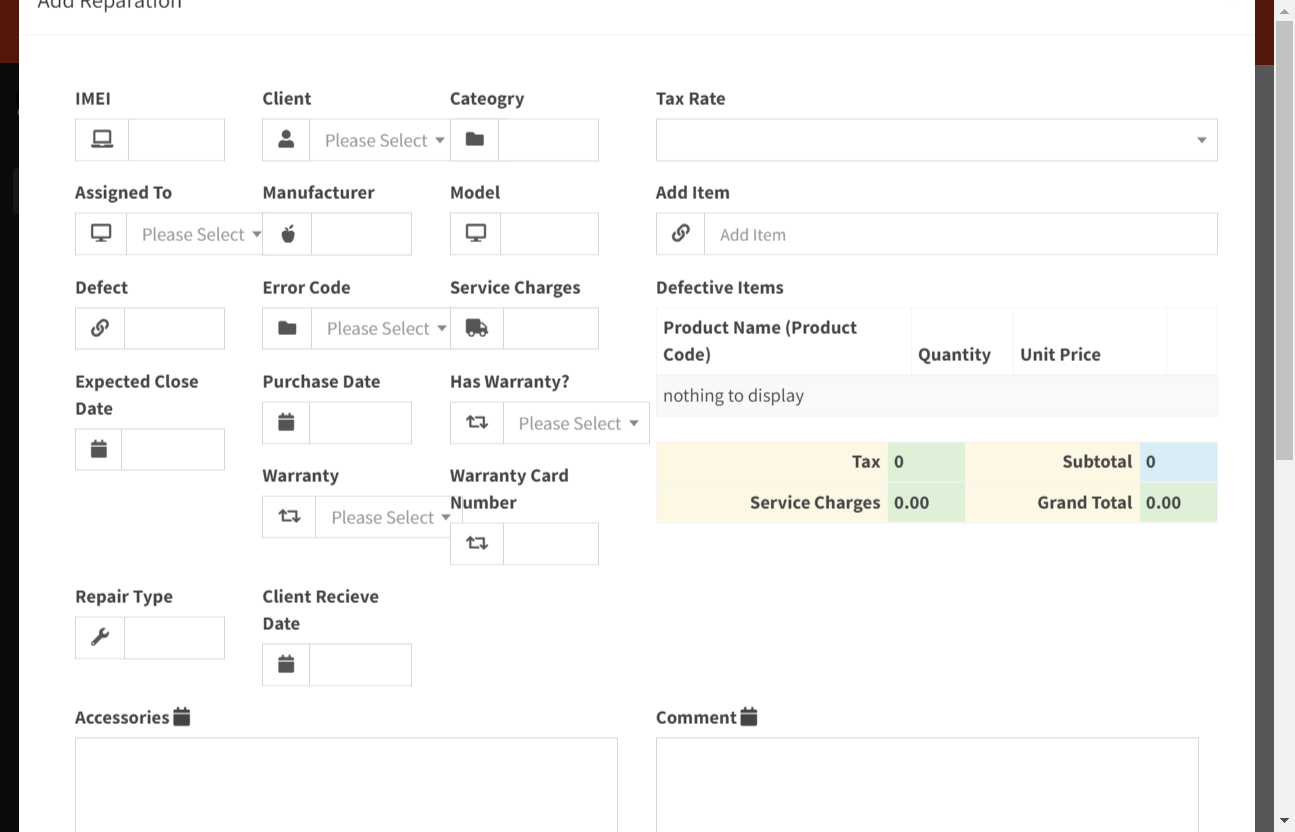 Add Reparation
IMEI
Client
Cateogry
Tax Rate
Please Select
Assigned To
Manufacturer
Model
Add Item
Please Select
Add Item
Defect
Error Code
Service Charges
Defective Items
Please Select
Product Name (Product
Code)
Quantity
Unit Price
nothing to display
Expected Close
Date
Purchase Date
Has Warranty?
Please Select
Warranty
Warranty Card
Number
Please Select
Tax 0 Subtotal 0
Service Charges 0.00 Grand Total 0.00
Repair Type
Client Recieve
Date
Accessories
Comment